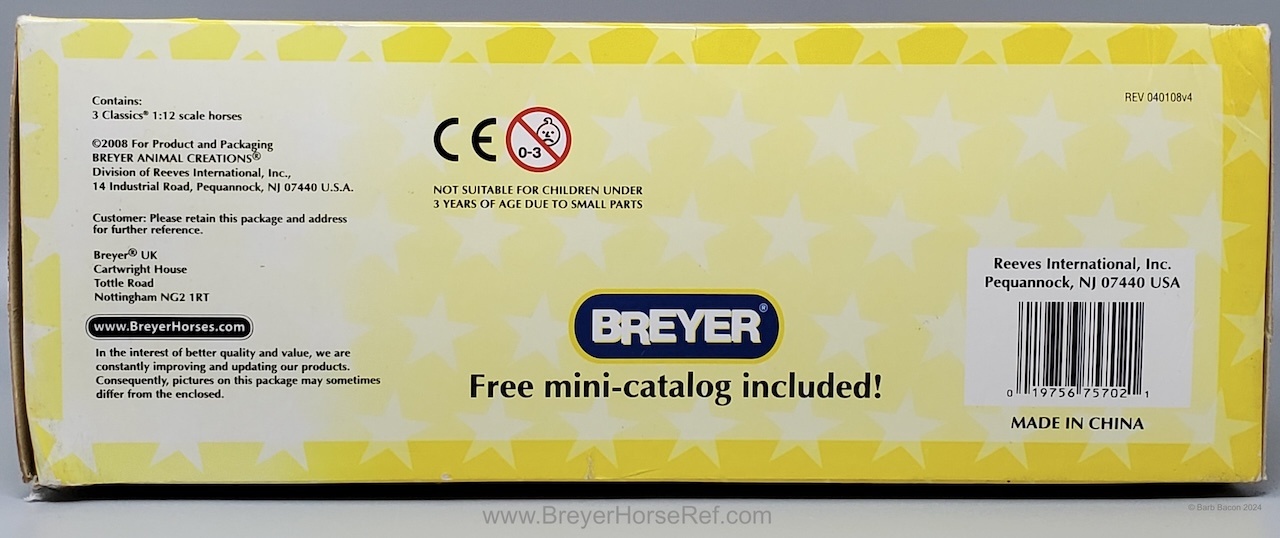 Contains:
3 Classics® 1:12 scale horses
©2008 For Product and Packaging
BREYER ANIMAL CREATIONS®
Division of Reeves International, Inc.,
14 Industrial Road, Pequannock, NJ 07440 U.S.A.
Customer: Please retain this package and address
for further reference.
Breyer® UK
Cartwright House
Tottle Road
Nottingham NG2 1RT
www.BreyerHorses.com
In the interest of better quality and value, we are
constantly improving and updating our products.
Consequently, pictures on this package may sometimes
differ from the enclosed.
CE
0-3
NOT SUITABLE FOR CHILDREN UNDER
3 YEARS OF AGE DUE TO SMALL PARTS
BREYER®
Free mini-catalog included!
REV 040108v4
Reeves International, Inc.
Pequannock, NJ 07440 USA
0 19756 75702 1
MADE IN CHINA
www.BreyerHorseRef.com
© Barb Bacon 2024